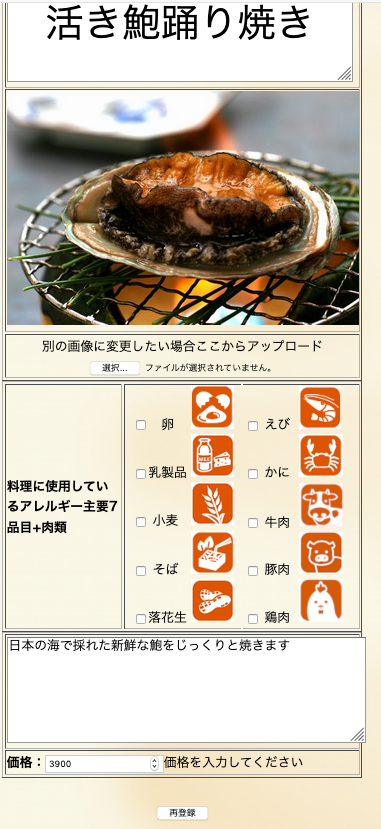 活き鮑踊り焼き
別の画像に変更したい場合ここからアップロード
選択... ファイルが選択されていません。
料理に使用してい
るアレルギー主要7
品目+肉類
卵
えび
乳製品
MILK
かに
小麦
牛肉
そば
豚肉
落花生
鶏肉
日本の海で採れた新鮮な鮑をじっくりと焼きます
価格： 3900 価格を入力してください
再登録